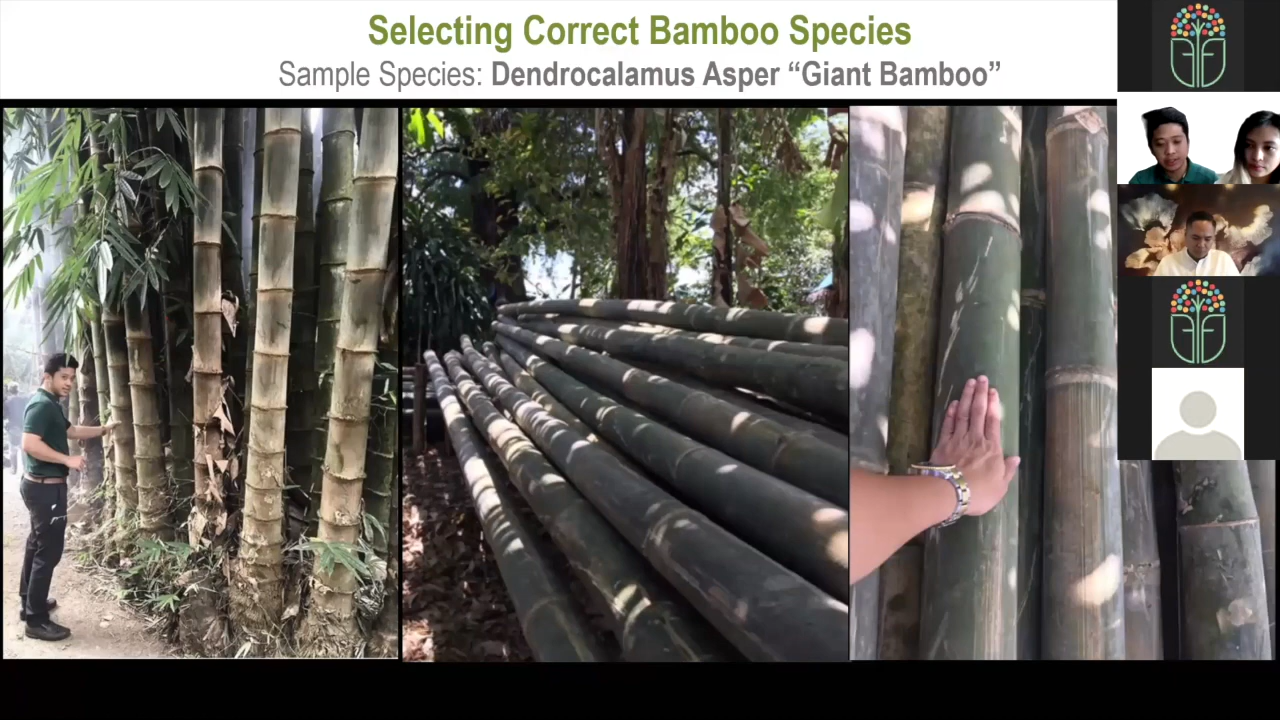 Selecting Correct Bamboo Species
Sample Species: Dendrocalamus Asper “Giant Bamboo”